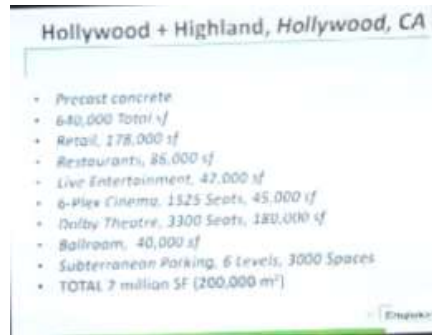 Hollywood + Highland, Hollywood, CA
• Precast concrete
• 640,000 Total sf
• Retail, 178,000 sf
• Restaurants, 86,000 sf
• Live Entertainment, 42,000 sf
• 6-Plex Cinema, 1525 Seats, 45,000 sf
• Dolby Theatre, 3300 Seats, 180,000 sf
• Ballroom, 40,000 sf
• Subterranean Parking, 6 Levels, 3000 Spaces
• TOTAL 2 million SF (200,000 m²)